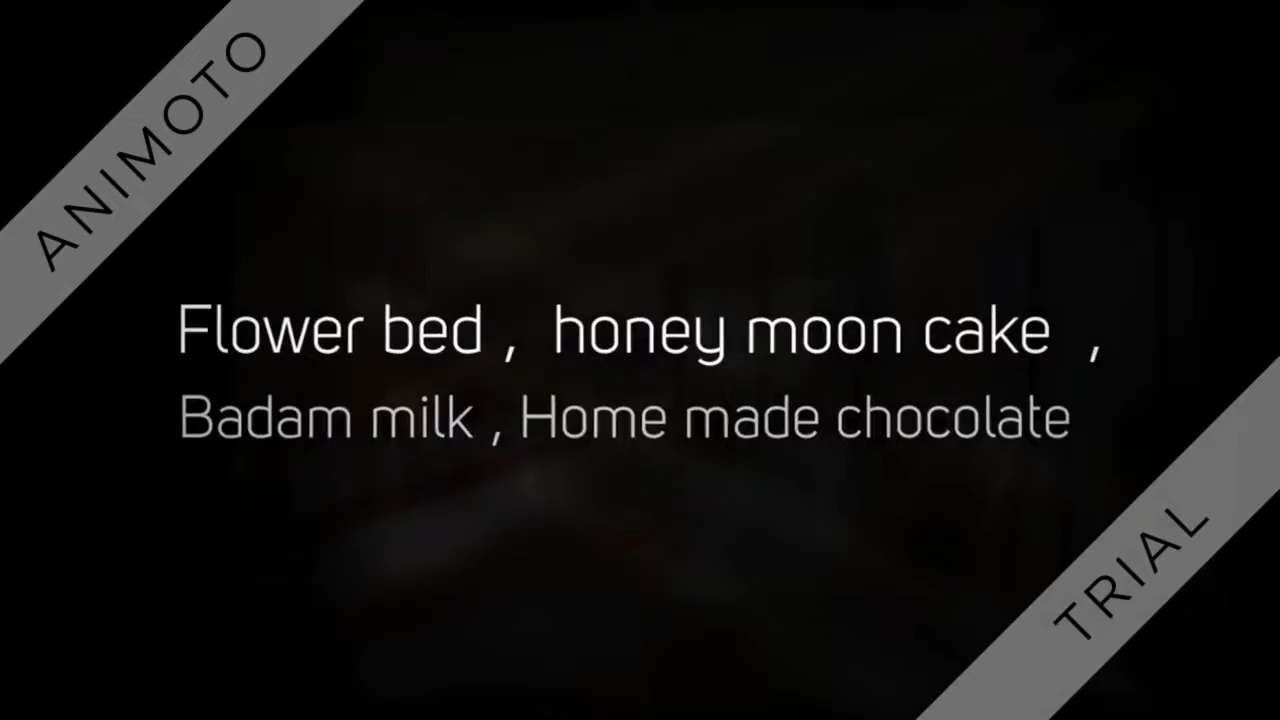 ANIMOTO
Flower bed , honey moon cake ,
Badam milk , Home made chocolate
TRIAL